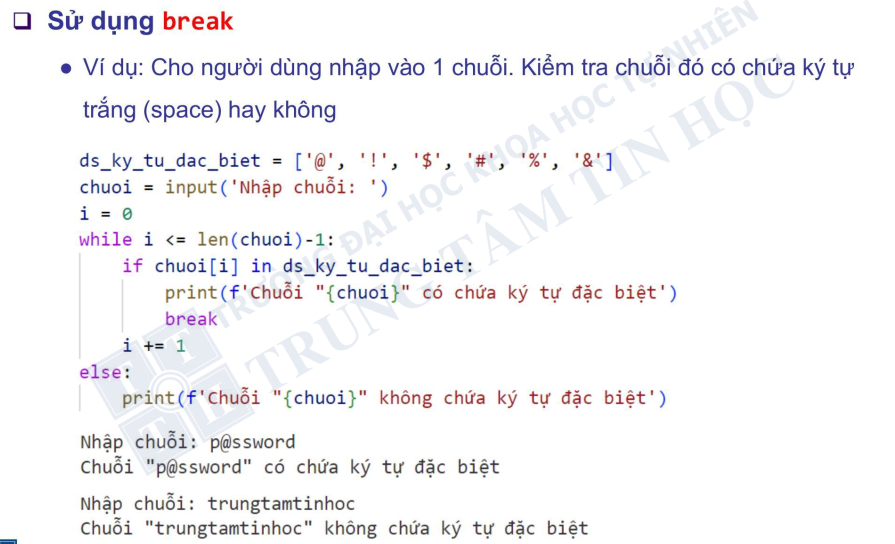 Sử dụng break
Ví dụ: Cho người dùng nhập vào 1 chuỗi. Kiểm tra chuỗi đó có chứa ký tự
trắng (space) hay không
ds_ky_tu_dac_biet = ['@', '!', '$', '#', '%', '&']
chuoi = input('Nhập chuỗi: ')
i = 0
while i <= len(chuoi)-1:
    if chuoi[i] in ds_ky_tu_dac_biet:
        print(f'Chuỗi "{chuoi}" có chứa ký tự đặc biệt')
        break
    i += 1
else:
    print(f'Chuỗi "{chuoi}" không chứa ký tự đặc biệt')
Nhập chuỗi: p@ssword
Chuỗi "p@ssword" có chứa ký tự đặc biệt
Nhập chuỗi: trungtamtinhoc
Chuỗi "trungtamtinhoc" không chứa ký tự đặc biệt
TRƯỜNG ĐẠI HỌC KHOA HỌC TỰ NHIÊN
TRUNG TÂM TIN HỌC